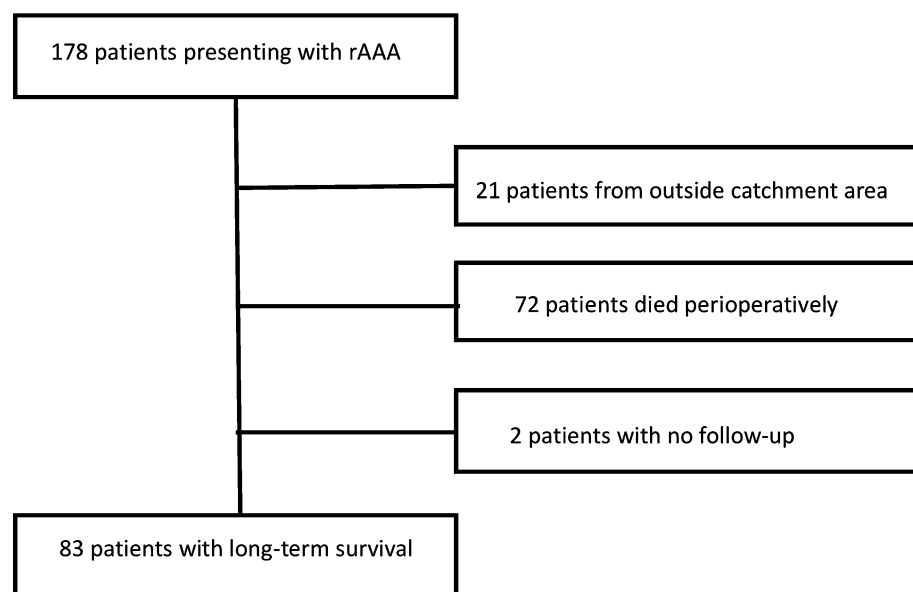 178 patients presenting with rAAA
21 patients from outside catchment area
72 patients died perioperatively
2 patients with no follow-up
83 patients with long-term survival